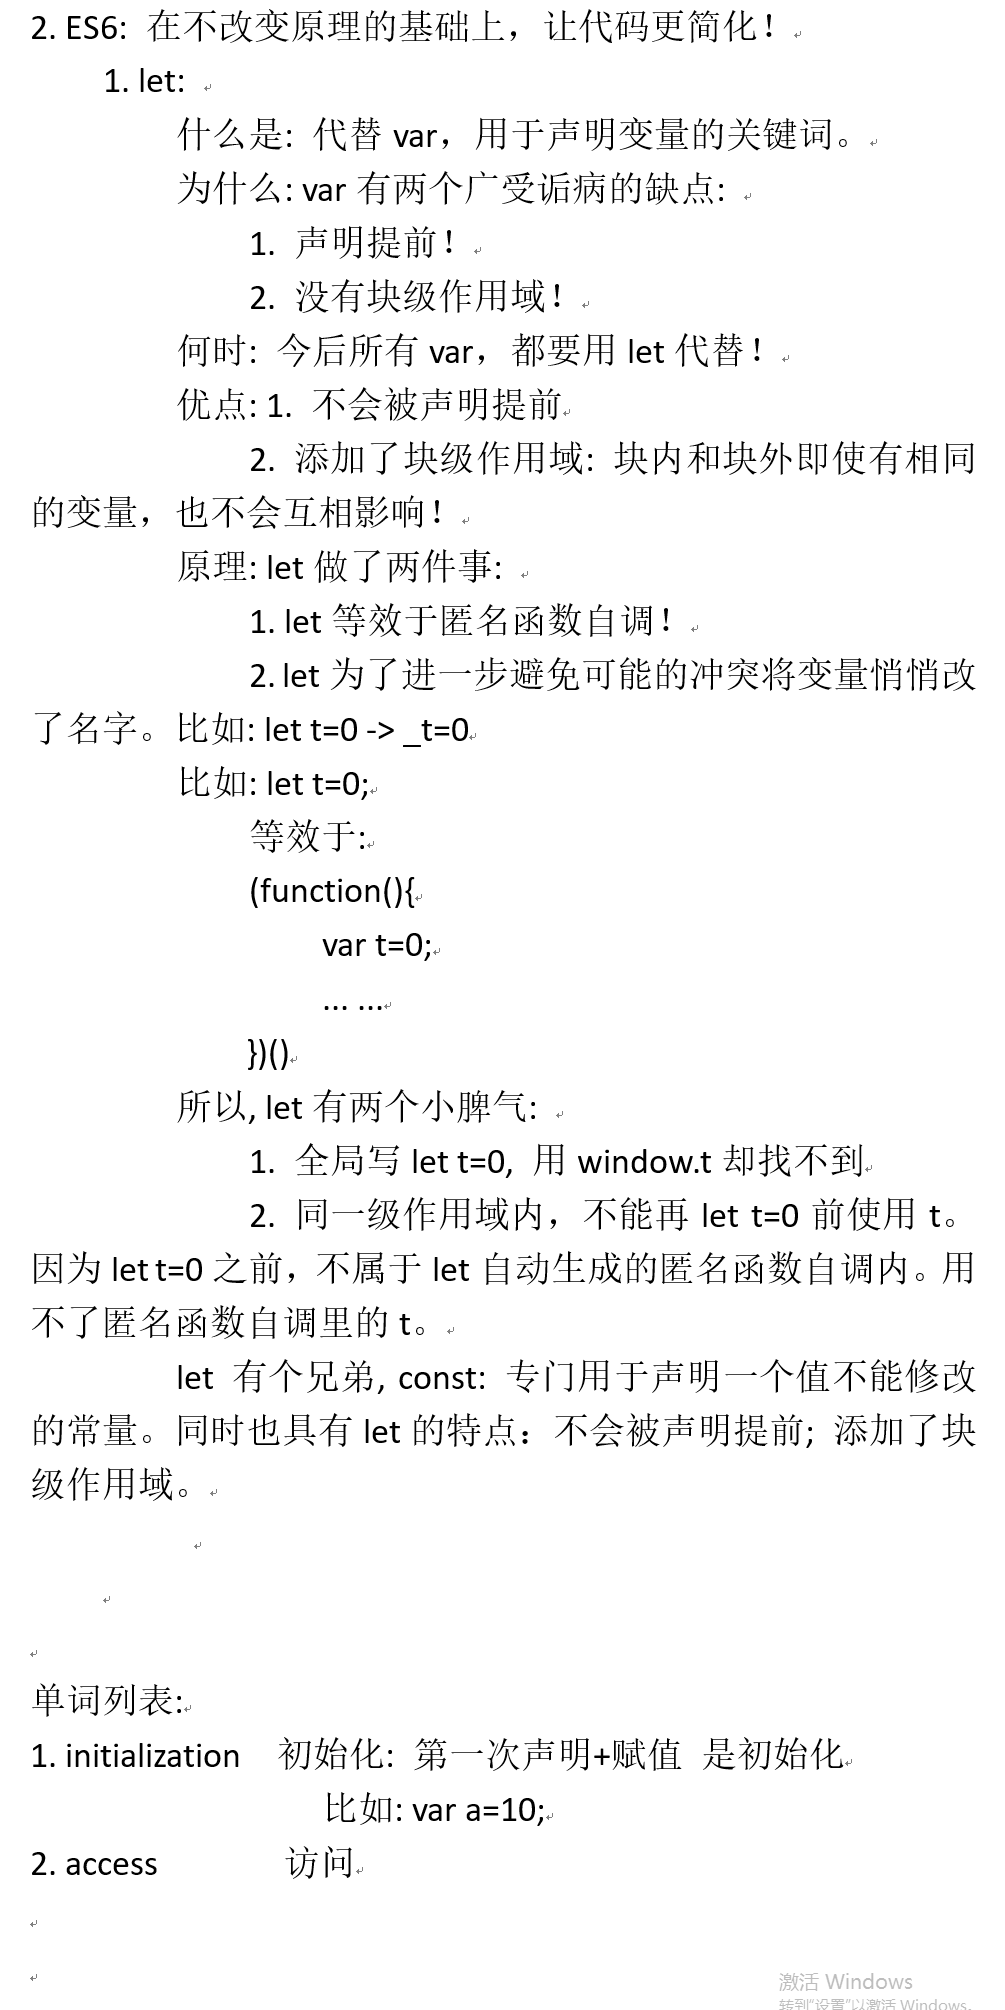 2. ES6: 在不改变原理的基础上，让代码更简化！
1. let:
什么是: 代替 var，用于声明变量的关键词。
为什么: var 有两个广受诟病的缺点:
1. 声明提前！
2. 没有块级作用域！
何时: 今后所有 var，都要用 let 代替！
优点: 1. 不会被声明提前
2. 添加了块级作用域: 块内和块外即使有相同
的变量，也不会互相影响！
原理: let 做了两件事:
1. let 等效于匿名函数自调！
2. let 为了进一步避免可能的冲突将变量悄悄改
了名字。比如: let t=0 -> _t=0
比如: let t=0;
等效于:
(function(){
var t=0;
... ...
})()
所以, let 有两个小脾气:
1. 全局写 let t=0, 用 window.t 却找不到
2. 同一级作用域内，不能再 let t=0 前使用 t。
因为 let t=0 之前，不属于 let 自动生成的匿名函数自调内。用
不了匿名函数自调里的 t。
let 有个兄弟, const: 专门用于声明一个值不能修改
的常量。同时也具有 let 的特点：不会被声明提前; 添加了块
级作用域。
单词列表:
1. initialization 初始化: 第一次声明+赋值 是初始化
比如: var a=10;
2. access 访问
激活 Windows
转到"设置"以激活 Windows。